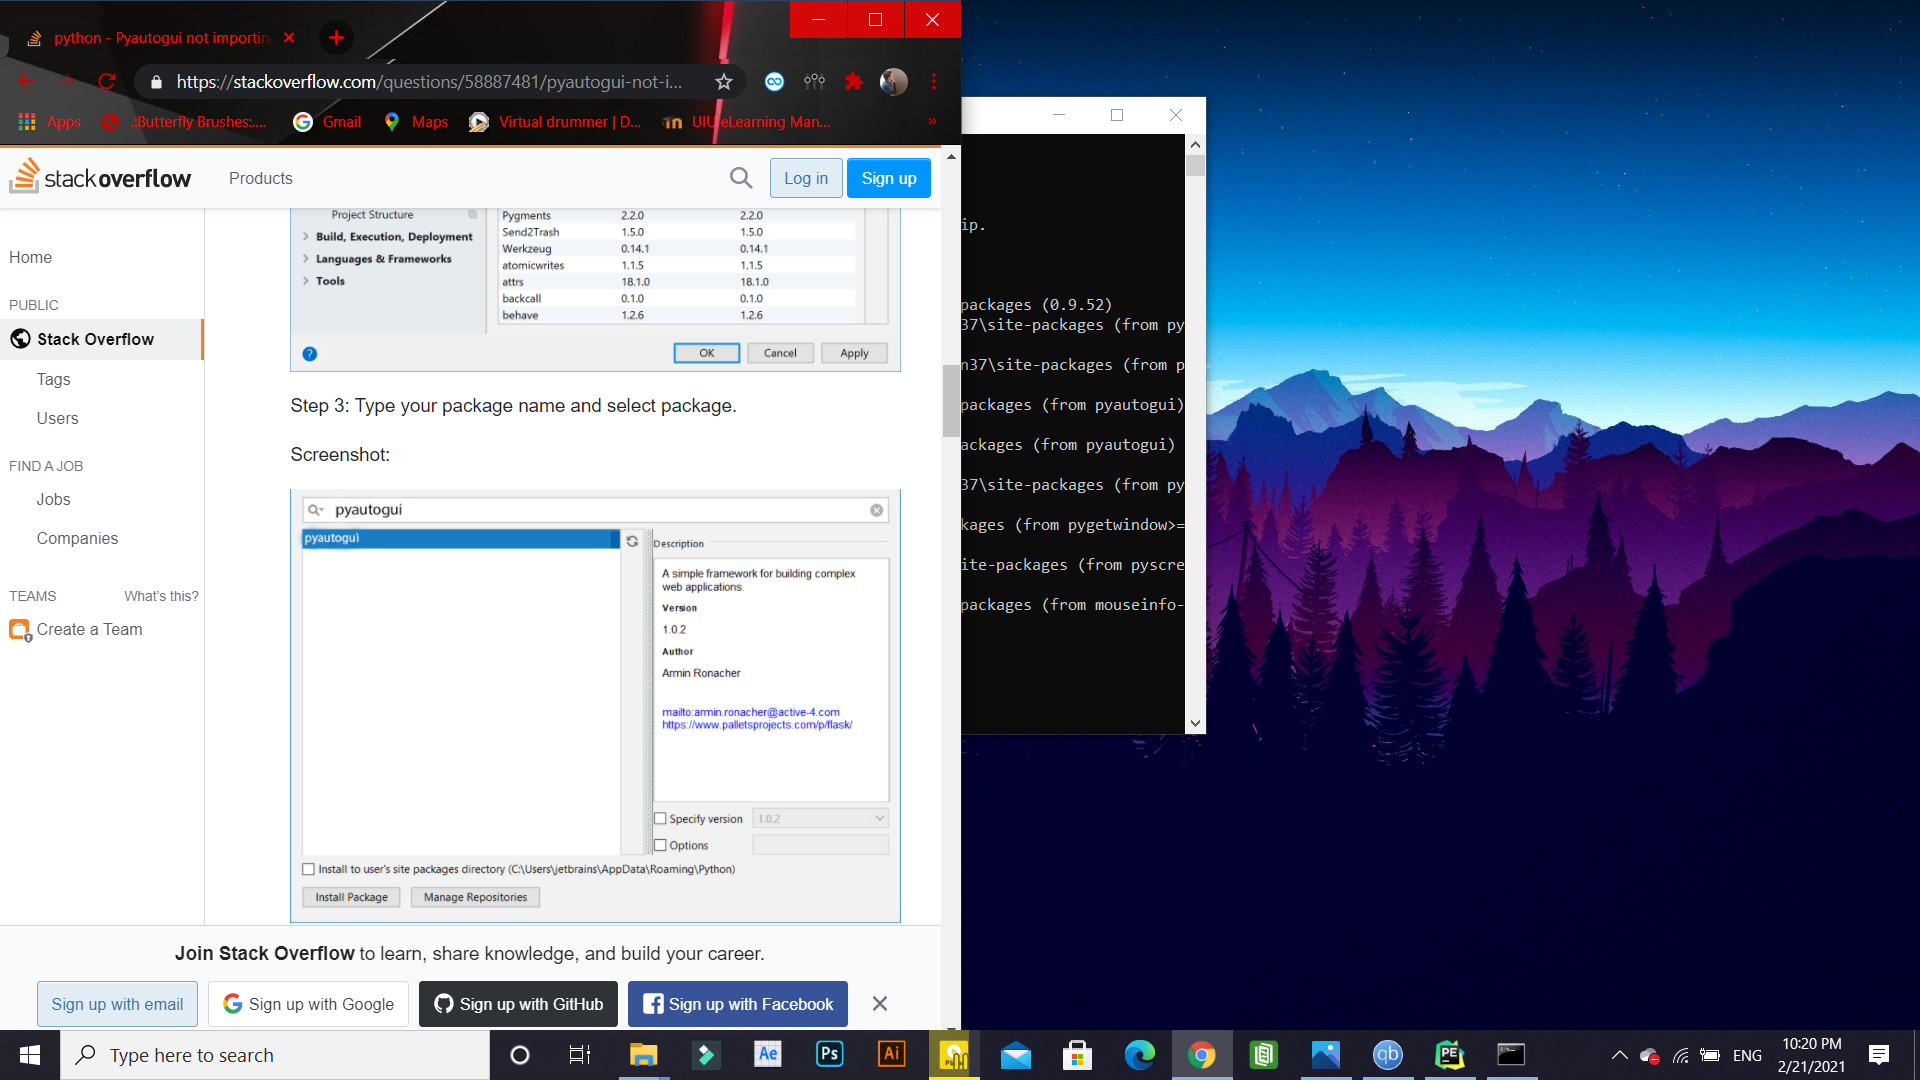 python - Pyautogui not importin
https://stackoverflow.com/questions/58887481/pyautogui-not-i...
Apps
.:Butterfly Brushes:....
Gmail
Maps
Virtual drummer | D...
UIU eLearning Man...
»
stackoverflow
Products
Log in
Sign up
Home
PUBLIC
Stack Overflow
Tags
Users
FIND A JOB
Jobs
Companies
TEAMS
What's this?
Create a Team
Project Structure
Build, Execution, Deployment
Languages & Frameworks
Tools
Pygments 2.2.0 2.2.0
Send2Trash 1.5.0 1.5.0
Werkzeug 0.14.1 0.14.1
atomicwrites 1.1.5 1.1.5
attrs 18.1.0 18.1.0
backcall 0.1.0 0.1.0
behave 1.2.6 1.2.6
?
OK
Cancel
Apply
Step 3: Type your package name and select package.
Screenshot:
pyautogui
pyautogui
Description
A simple framework for building complex
web applications.
Version
1.0.2
Author
Armin Ronacher
mailto:armin.ronacher@active-4.com
https://www.palletsprojects.com/p/flask/
Specify version
1.0.2
Options
Install to user's site packages directory (C:\Users\jetbrains\AppData\Roaming\Python)
Install Package
Manage Repositories
Join Stack Overflow to learn, share knowledge, and build your career.
Sign up with email
Sign up with Google
Sign up with GitHub
Sign up with Facebook
ip.
packages (0.9.52)
37\site-packages (from py
n37\site-packages (from p
packages (from pyautogui)
ackages (from pyautogui)
37\site-packages (from py
kages (from pygetwindow>=
ite-packages (from pyscre
packages (from mouseinfo-
Type here to search
Ae
Ps
Ai
qb
PE
ENG
10:20 PM
2/21/2021